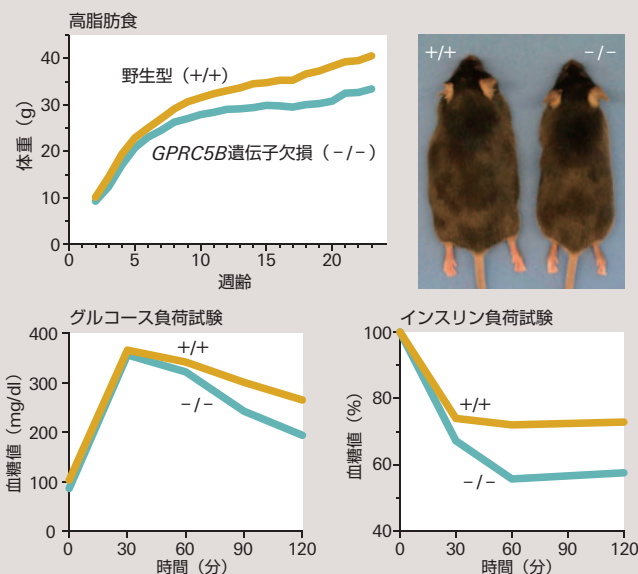 高脂肪食
体重（g）
40
30
20
10
0
野生型（+/+）
GPRC5B遺伝子欠損（−/−）
0 5 10 15 20
週齢
+/+ −/−
グルコース負荷試験
血糖値（mg/dl）
400
300
200
100
0
+/+
−/−
0 30 60 90 120
時間（分）
インスリン負荷試験
血糖値（%）
100
80
60
40
+/+
−/−
0 30 60 90 120
時間（分）